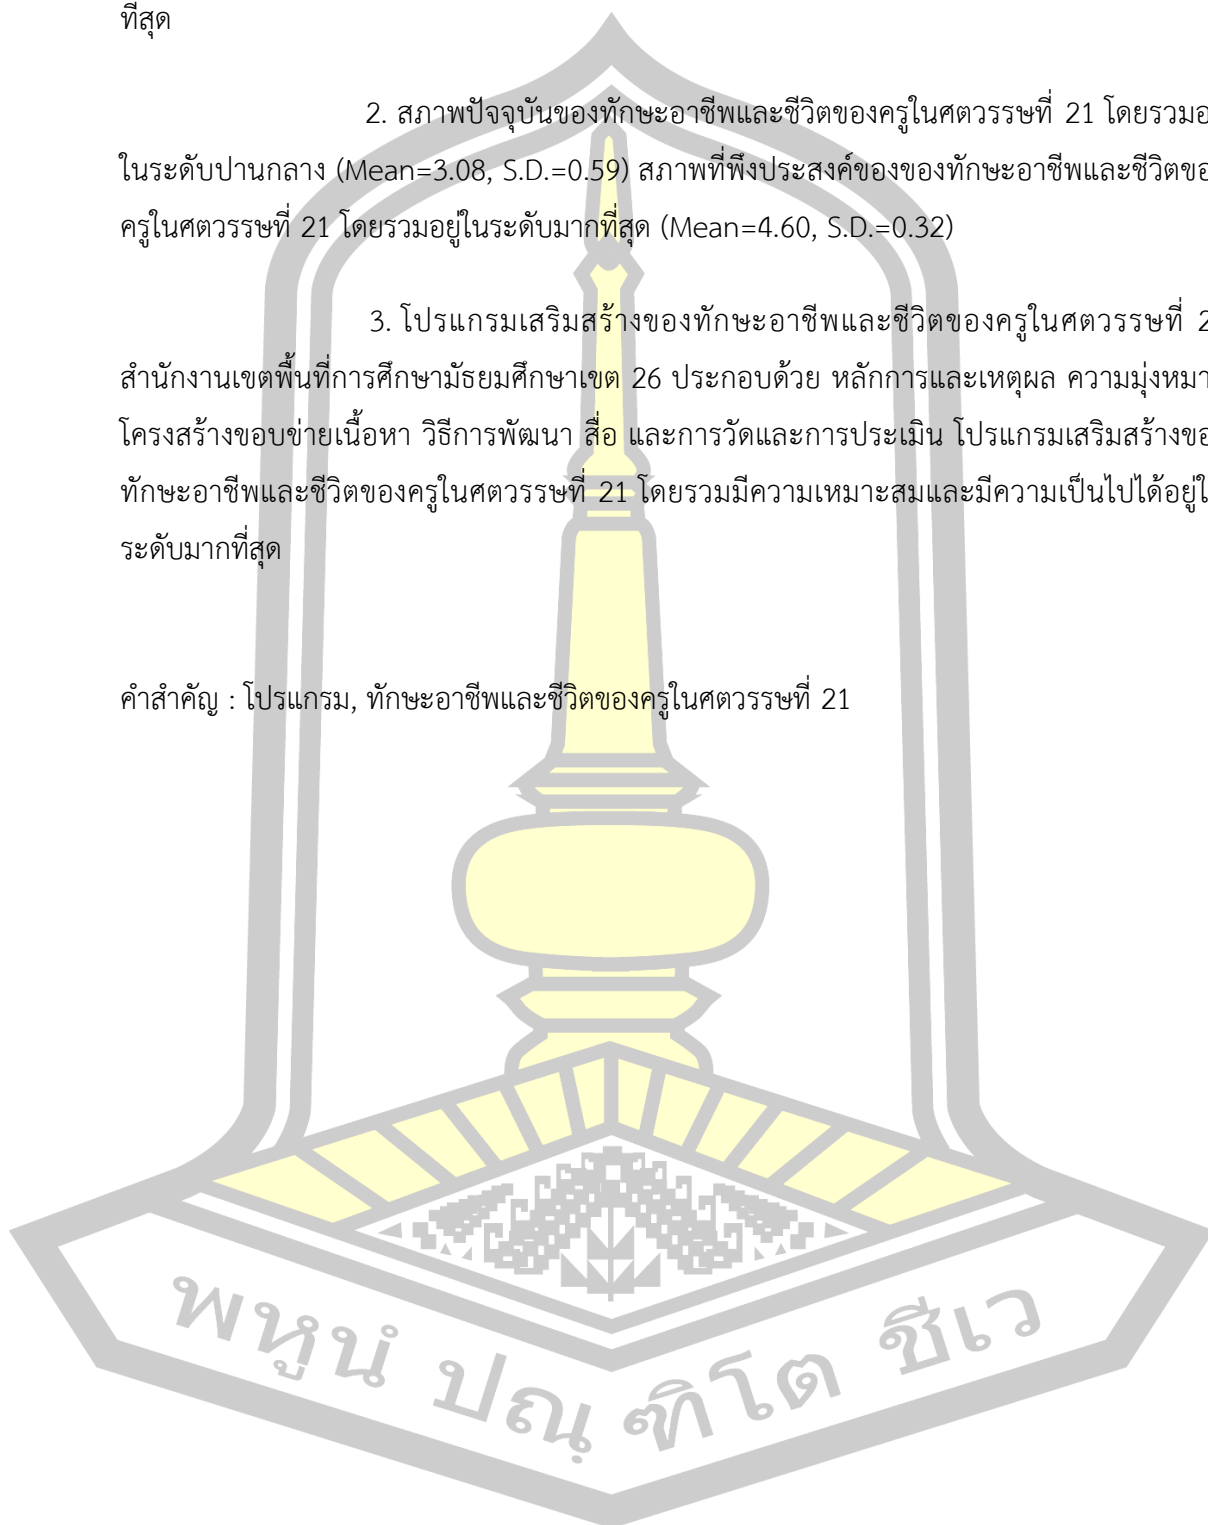 ที่สุด
2. สภาพปัจจุบันของทักษะอาชีพและชีวิตของครูในศตวรรษที่ 21 โดยรวมอ
ในระดับปานกลาง (Mean=3.08, S.D.=0.59) สภาพที่พึงประสงค์ของของทักษะอาชีพและชีวิตขอ
ครูในศตวรรษที่ 21 โดยรวมอยู่ในระดับมากที่สุด (Mean=4.60, S.D.=0.32)
3. โปรแกรมเสริมสร้างของทักษะอาชีพและชีวิตของครูในศตวรรษที่ 2
สำนักงานเขตพื้นที่การศึกษามัธยมศึกษาเขต 26 ประกอบด้วย หลักการและเหตุผล ความมุ่งหมา
โครงสร้างขอบข่ายเนื้อหา วิธีการพัฒนา สื่อ และการวัดและการประเมิน โปรแกรมเสริมสร้างขอ
ทักษะอาชีพและชีวิตของครูในศตวรรษที่ 21 โดยรวมมีความเหมาะสมและมีความเป็นไปได้อยู่ใ
ระดับมากที่สุด
คำสำคัญ : โปรแกรม, ทักษะอาชีพและชีวิตของครูในศตวรรษที่ 21
พหูนํ ปณฺฑิโต ชีเว